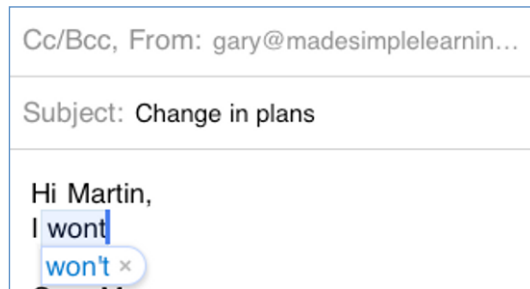 Cc/Bcc, From: gary@madesimplelearnin...
Subject: Change in plans
Hi Martin,
I wont
won't ×